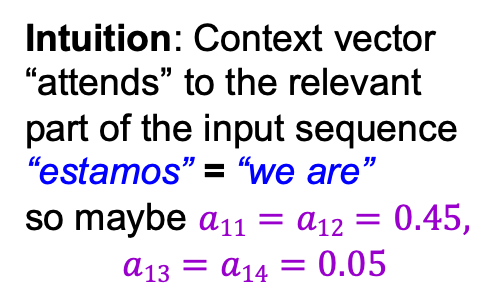 Intuition: Context vector
“attends” to the relevant
part of the input sequence
“estamos” = “we are”
so maybe a₁₁ = a₁₂ = 0.45,
a₁₃ = a₁₄ = 0.05